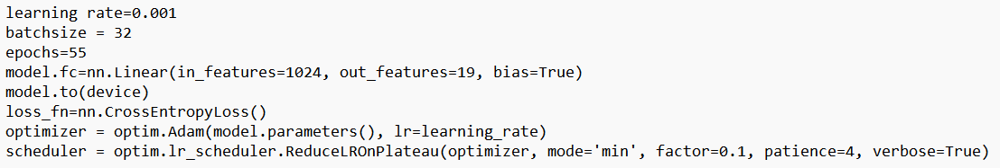 learning rate=0.001
batchsize = 32
epochs=55
model.fc=nn.Linear(in_features=1024, out_features=19, bias=True)
model.to(device)
loss_fn=nn.CrossEntropyLoss()
optimizer = optim.Adam(model.parameters(), lr=learning_rate)
scheduler = optim.lr_scheduler.ReduceLROnPlateau(optimizer, mode='min', factor=0.1, patience=4, verbose=True)